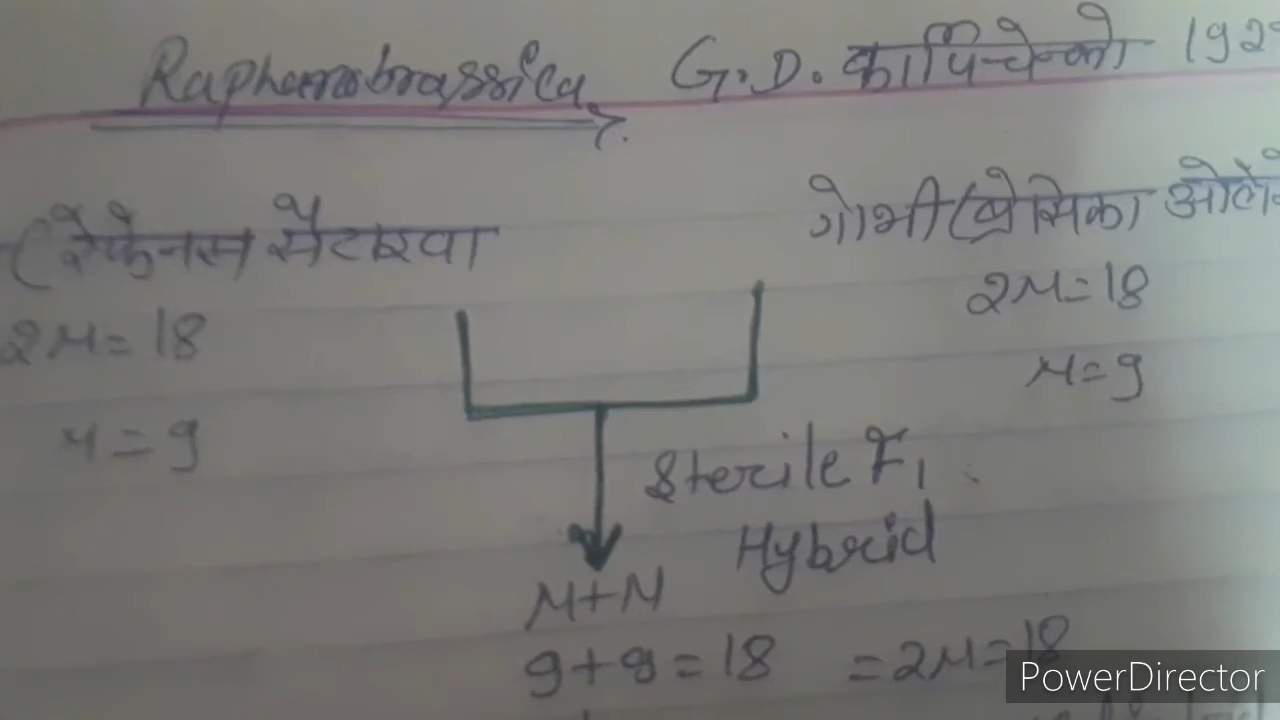 Raphanobrassica G.D. कार्पिचेन्को 192
(रेफेनस सैटाइवा गोभी (ब्रेसिका ओले
2n=18 2n=18
n=9 n=9
Sterile F1
Hybrid
N+N
9+9=18 =2n=18
PowerDirector